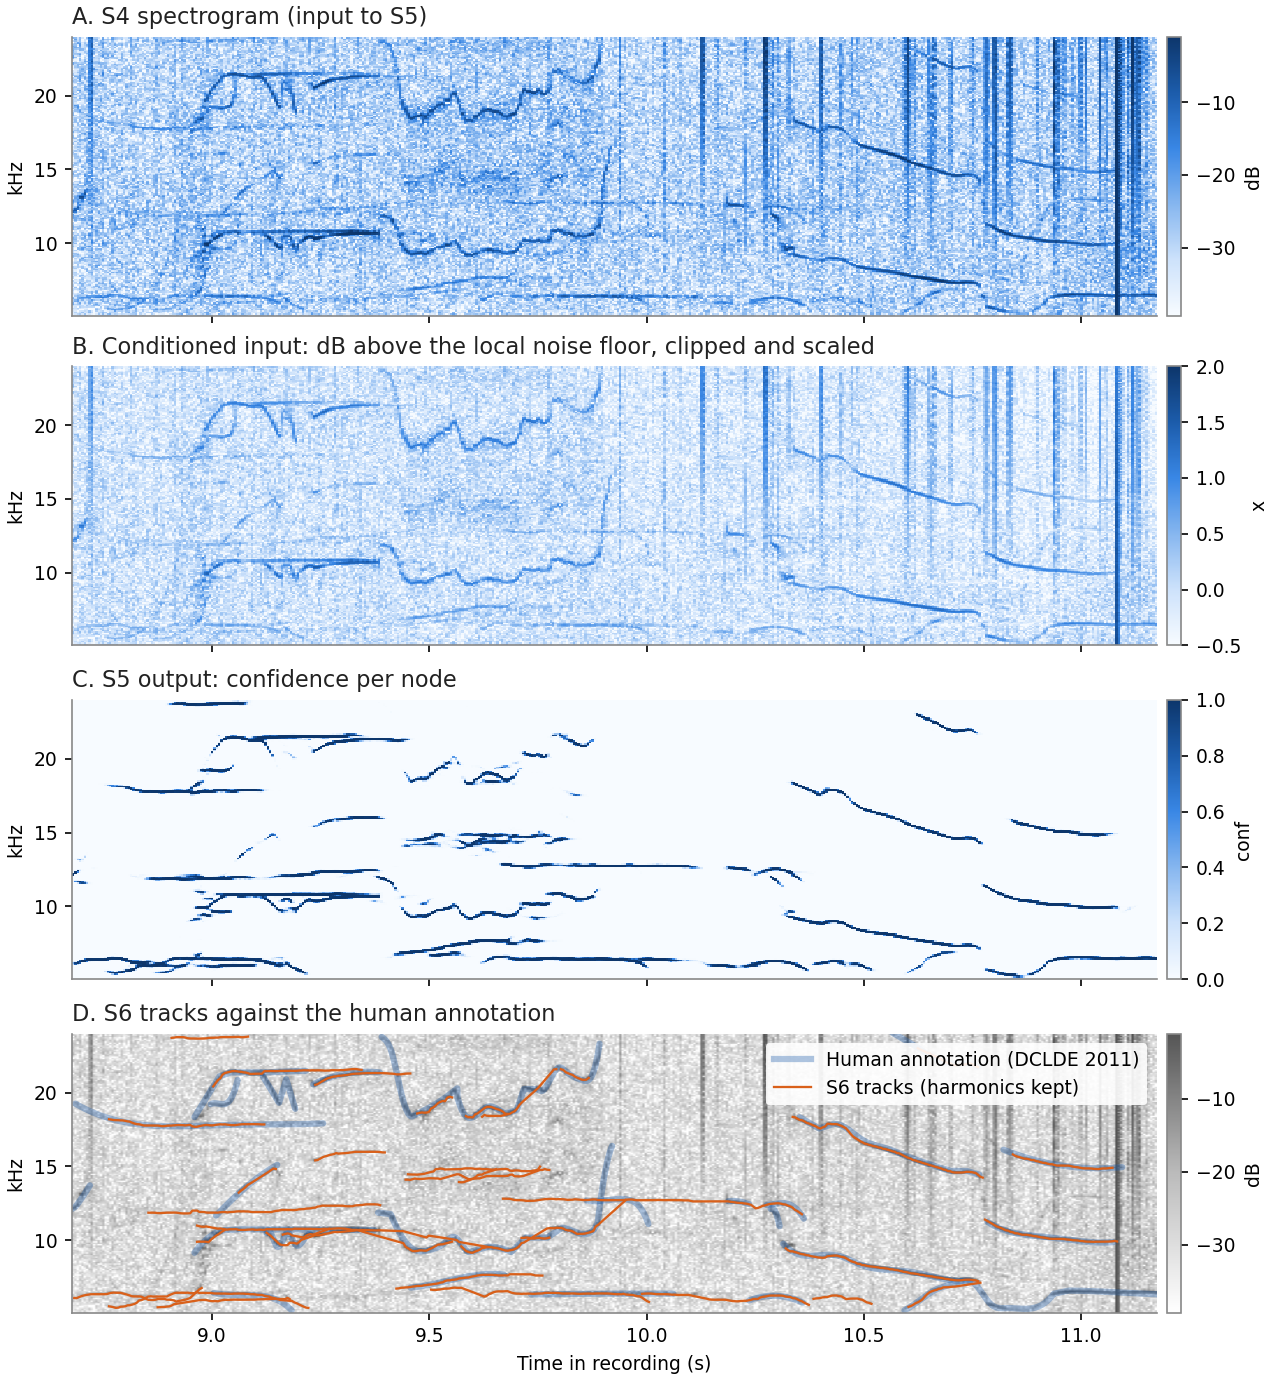 A. S4 spectrogram (input to S5)
20
15
10
kHz
−10
−20
−30
dB
B. Conditioned input: dB above the local noise floor, clipped and scaled
20
15
10
kHz
2.0
1.5
1.0
0.5
0.0
−0.5
x
C. S5 output: confidence per node
20
15
10
kHz
1.0
0.8
0.6
0.4
0.2
0.0
conf
D. S6 tracks against the human annotation
Human annotation (DCLDE 2011)
S6 tracks (harmonics kept)
20
15
10
kHz
−10
−20
−30
dB
9.0 9.5 10.0 10.5 11.0
Time in recording (s)